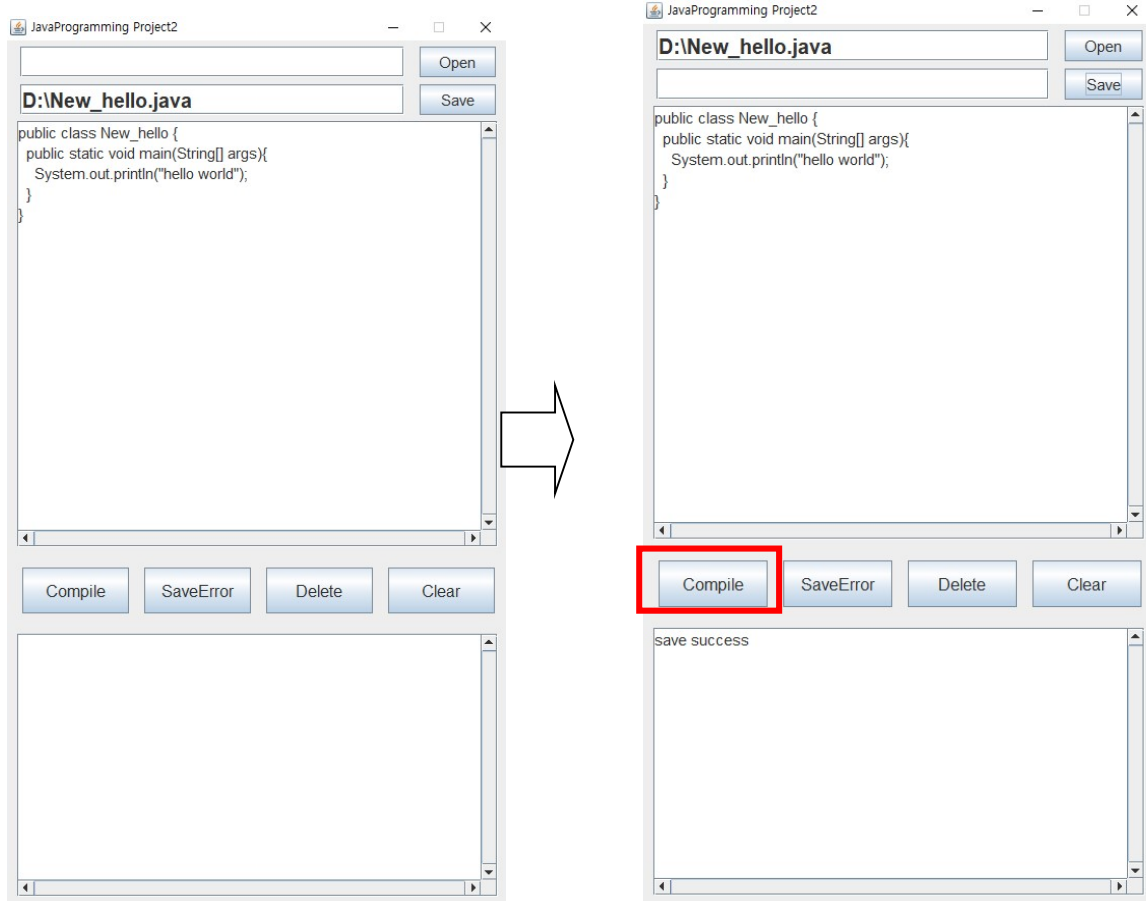 JavaProgramming Project2
Open
D:\New_hello.java
Save
public class New_hello {
  public static void main(String[] args){
    System.out.println("hello world");
  }
}
Compile SaveError Delete Clear
JavaProgramming Project2
D:\New_hello.java
Open
Save
public class New_hello {
  public static void main(String[] args){
    System.out.println("hello world");
  }
}
Compile SaveError Delete Clear
save success